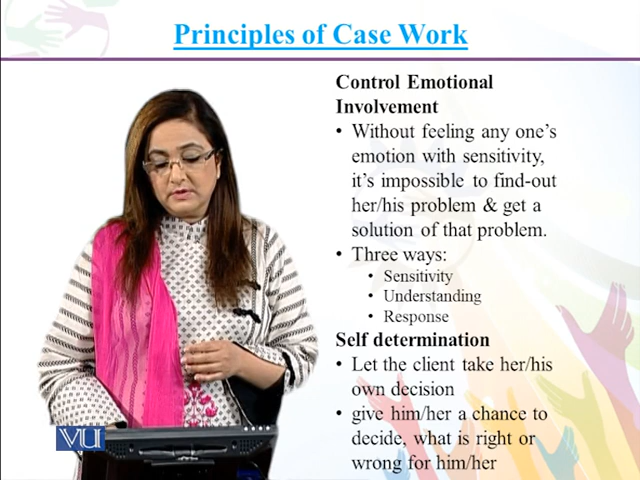 Principles of Case Work
Control Emotional
Involvement
• Without feeling any one's
emotion with sensitivity,
it's impossible to find-out
her/his problem & get a
solution of that problem.
• Three ways:
• Sensitivity
• Understanding
• Response
Self determination
• Let the client take her/his
own decision
• give him/her a chance to
decide, what is right or
wrong for him/her
VU